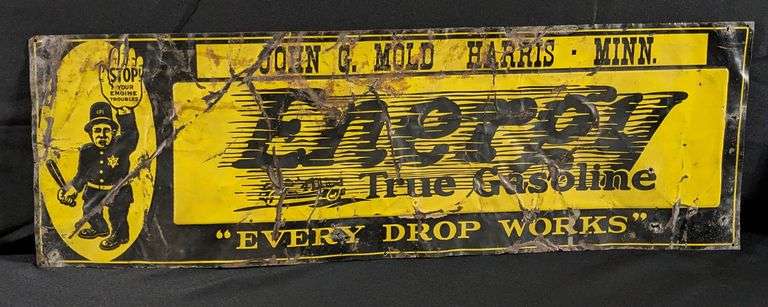 STOP!
YOUR
ENGINE
TROUBLES
JOHN G. MOLD HARRIS - MINN.
Energy
True Gasoline
"EVERY DROP WORKS"